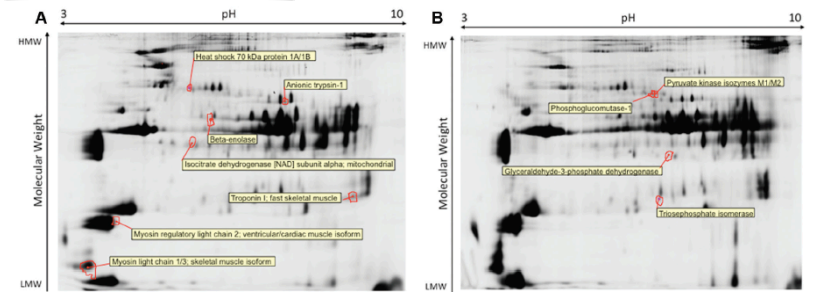 A
3
pH
10
HMW
Molecular Weight
LMW
Heat shock 70 kDa protein 1A/1B
Anionic trypsin-1
Beta-enolase
Isocitrate dehydrogenase [NAD] subunit alpha; mitochondrial
Troponin I; fast skeletal muscle
Myosin regulatory light chain 2; ventricular/cardiac muscle isoform
Myosin light chain 1/3; skeletal muscle isoform
B
3
pH
10
HMW
Molecular Weight
LMW
Pyruvate kinase isozymes M1/M2
Phosphoglucomutase-1
Glyceraldehyde-3-phosphate dehydrogenase
Triosephosphate isomerase